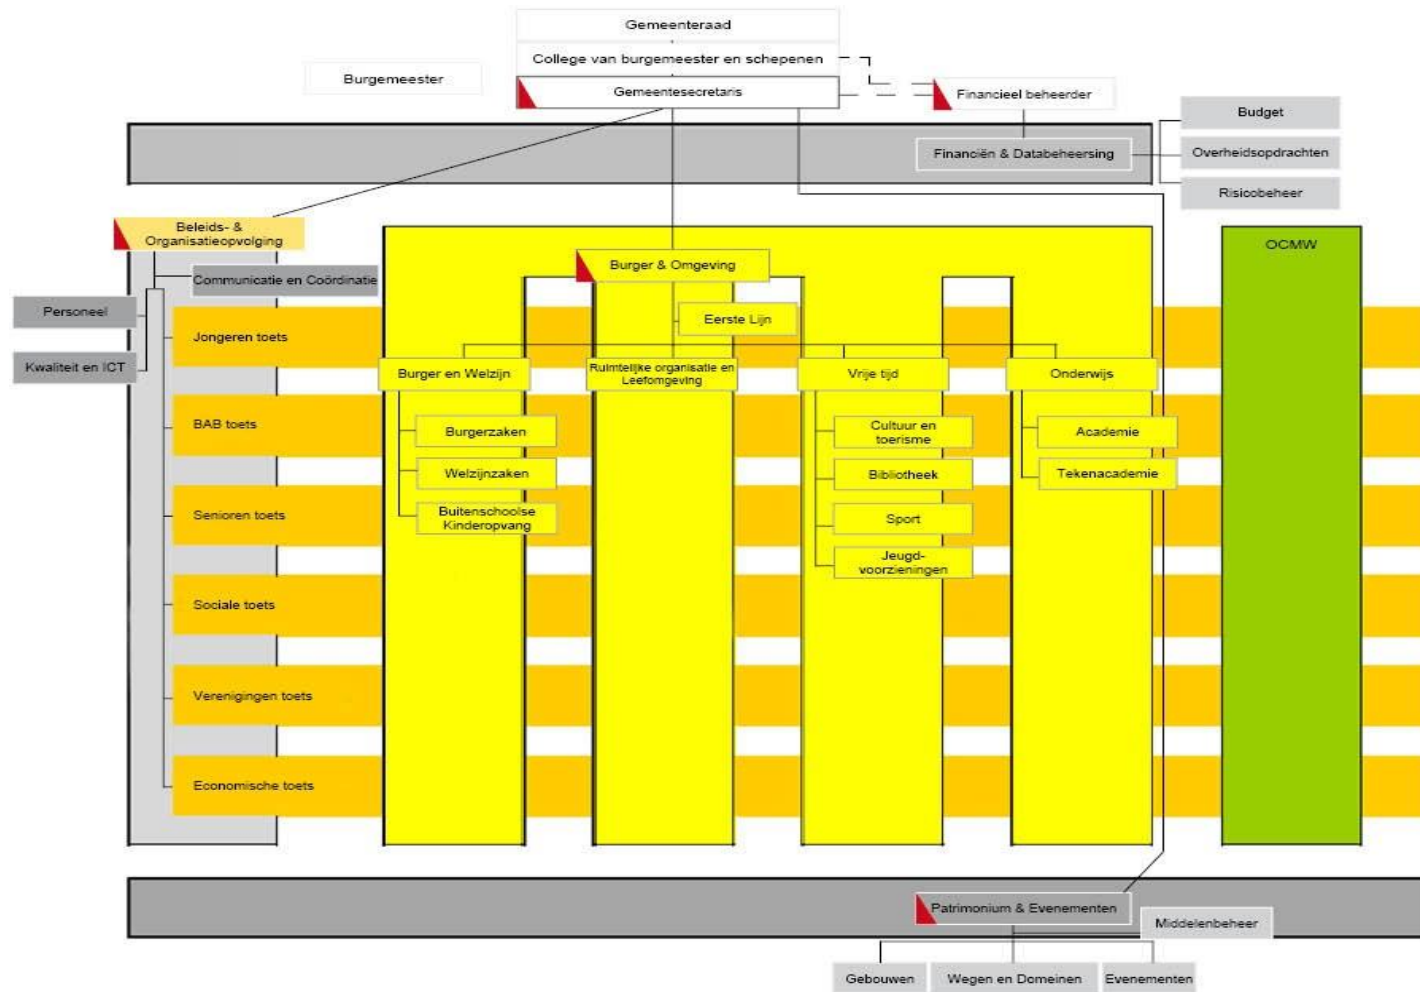 Gemeenteraad
College van burgemeester en schepenen
Burgemeester
Gemeentesecretaris
Financieel beheerder
Budget
Financiën & Databeheersing
Overheidsopdrachten
Risicobeheer
Beleids- &
Organisatieopvolging
OCMW
Burger & Omgeving
Communicatie en Coördinatie
Personeel
Eerste Lijn
Jongeren toets
Kwaliteit en ICT
Burger en Welzijn
Ruimtelijke organisatie en
Leefomgeving
Vrije tijd
Onderwijs
BAB toets
Burgerzaken
Cultuur en
toerisme
Academie
Welzijnzaken
Bibliotheek
Tekenacademie
Senioren toets
Buitenschoolse
Kinderopvang
Sport
Jeugd-
voorzieningen
Sociale toets
Verenigingen toets
Economische toets
Patrimonium & Evenementen
Middelenbeheer
Gebouwen
Wegen en Domeinen
Evenementen